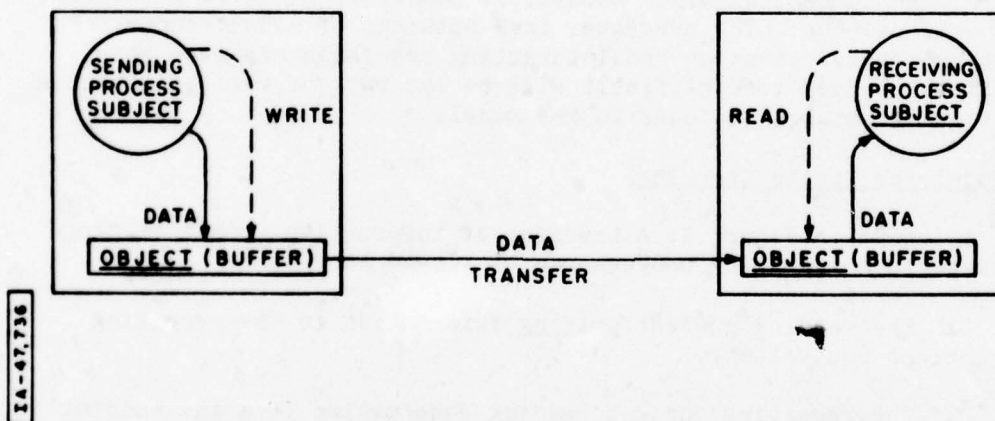 SENDING
PROCESS
SUBJECT
WRITE
DATA
OBJECT (BUFFER)
DATA
TRANSFER
READ
RECEIVING
PROCESS
SUBJECT
DATA
OBJECT (BUFFER)
IA-47,736